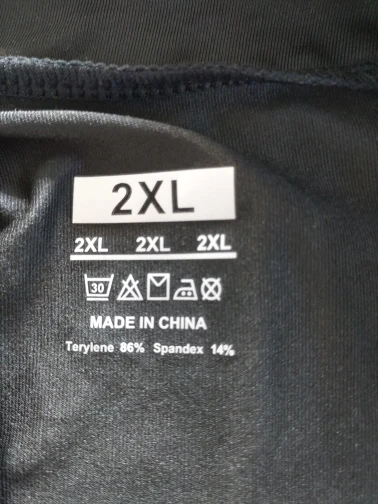 2XL
2XL 2XL 2XL
30
MADE IN CHINA
Terylene 86% Spandex 14%